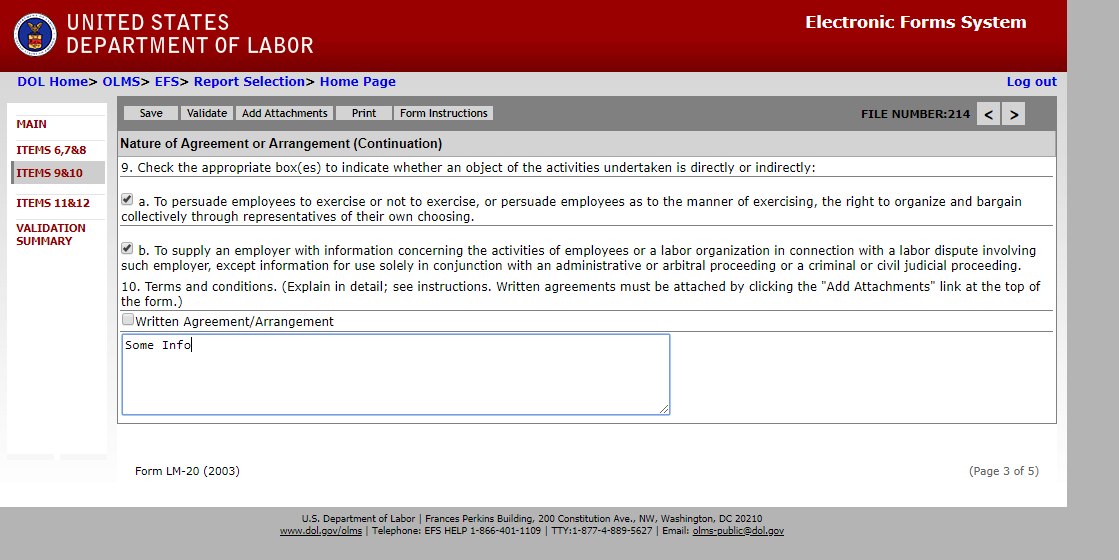 UNITED STATES
DEPARTMENT OF LABOR
Electronic Forms System
DOL Home> OLMS> EFS> Report Selection> Home Page
Log out
MAIN
ITEMS 6,7&8
ITEMS 9&10
ITEMS 11&12
VALIDATION
SUMMARY
Save Validate Add Attachments Print Form Instructions
FILE NUMBER:214 < >
Nature of Agreement or Arrangement (Continuation)
9. Check the appropriate box(es) to indicate whether an object of the activities undertaken is directly or indirectly:
a. To persuade employees to exercise or not to exercise, or persuade employees as to the manner of exercising, the right to organize and bargain
collectively through representatives of their own choosing.
b. To supply an employer with information concerning the activities of employees or a labor organization in connection with a labor dispute involving
such employer, except information for use solely in conjunction with an administrative or arbitral proceeding or a criminal or civil judicial proceeding.
10. Terms and conditions. (Explain in detail; see instructions. Written agreements must be attached by clicking the "Add Attachments" link at the top of
the form.)
Written Agreement/Arrangement
Some Info
Form LM-20 (2003)
(Page 3 of 5)
U.S. Department of Labor | Frances Perkins Building, 200 Constitution Ave., NW, Washington, DC 20210
www.dol.gov/olms | Telephone: EFS HELP 1-866-401-1109 | TTY:1-877-4-889-5627 | Email: olms-public@dol.gov